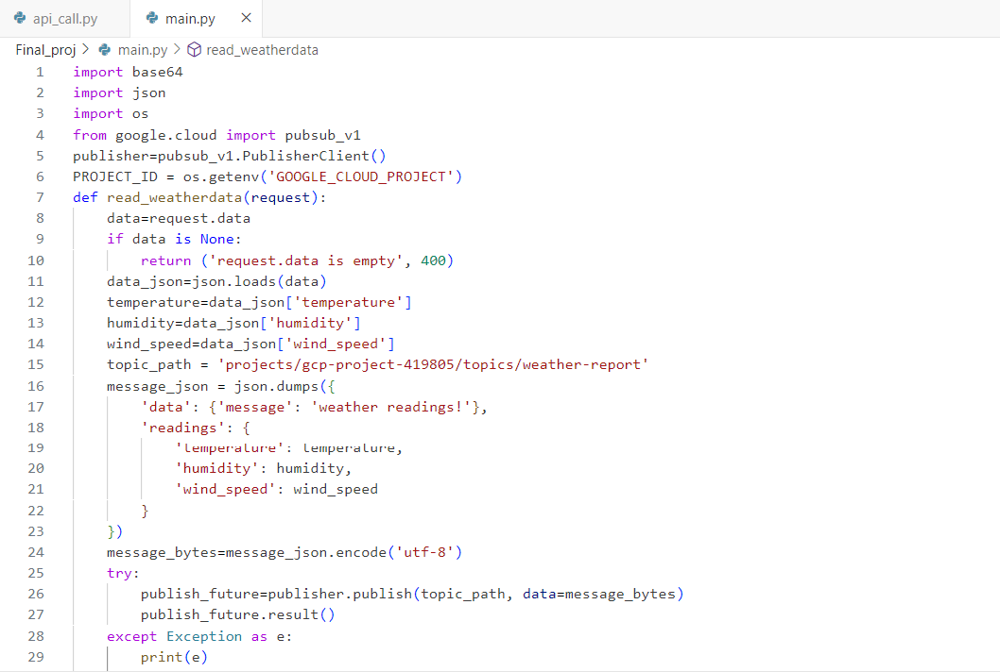 api_call.py
main.py
Final_proj > main.py > read_weatherdata
1 import base64
2 import json
3 import os
4 from google.cloud import pubsub_v1
5 publisher=pubsub_v1.PublisherClient()
6 PROJECT_ID = os.getenv('GOOGLE_CLOUD_PROJECT')
7 def read_weatherdata(request):
8     data=request.data
9     if data is None:
10         return ('request.data is empty', 400)
11     data_json=json.loads(data)
12     temperature=data_json['temperature']
13     humidity=data_json['humidity']
14     wind_speed=data_json['wind_speed']
15     topic_path = 'projects/gcp-project-419805/topics/weather-report'
16     message_json = json.dumps({
17         'data': {'message': 'weather readings!'},
18         'readings': {
19             'temperature': temperature,
20             'humidity': humidity,
21             'wind_speed': wind_speed
22         }
23     })
24     message_bytes=message_json.encode('utf-8')
25     try:
26         publish_future=publisher.publish(topic_path, data=message_bytes)
27         publish_future.result()
28     except Exception as e:
29         print(e)